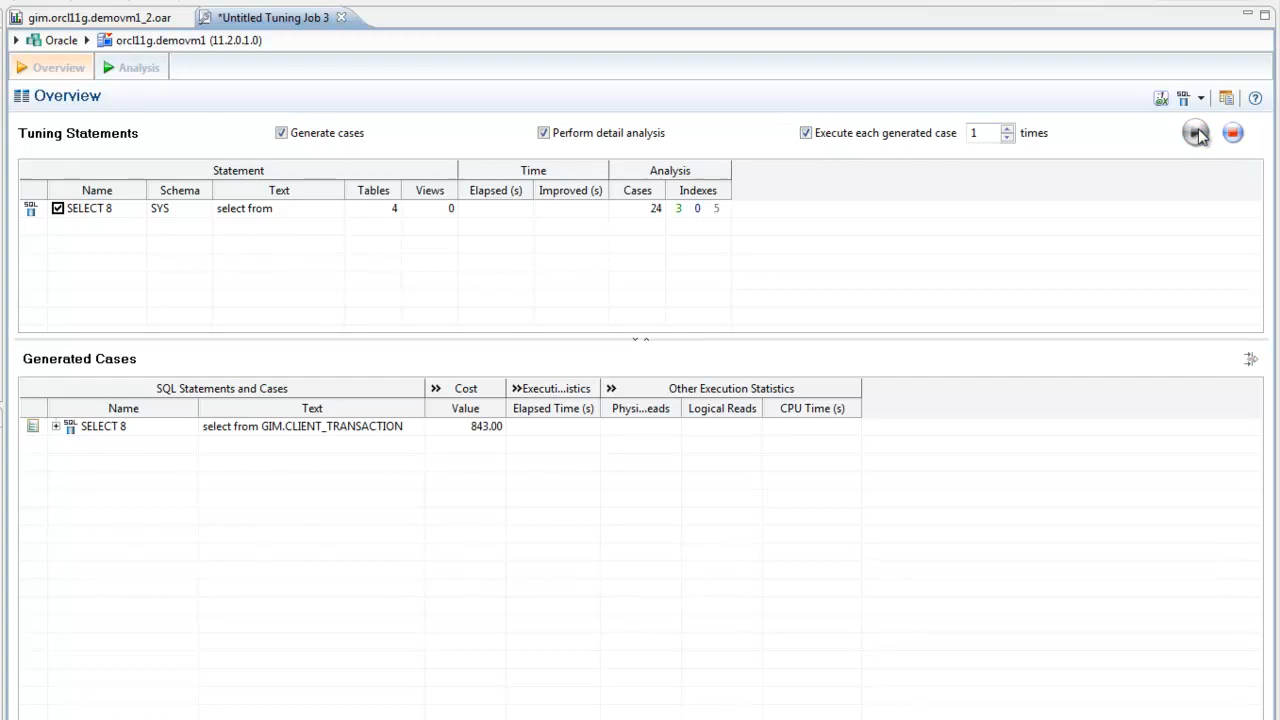 gim.orcl11g.demovm1_2.oar *Untitled Tuning Job 3
Oracle orcl11g.demovm1 (11.2.0.1.0)
Overview Analysis
Overview
Tuning Statements Generate cases Perform detail analysis Execute each generated case 1 times
Statement Time Analysis
Name Schema Text Tables Views Elapsed (s) Improved (s) Cases Indexes
SQL SELECT 8 SYS select from 4 0 24 3 0 5
Generated Cases
SQL Statements and Cases Cost Executi...istics Other Execution Statistics
Name Text Value Elapsed Time (s) Physi...eads Logical Reads CPU Time (s)
SQL SELECT 8 select from GIM.CLIENT_TRANSACTION 843.00